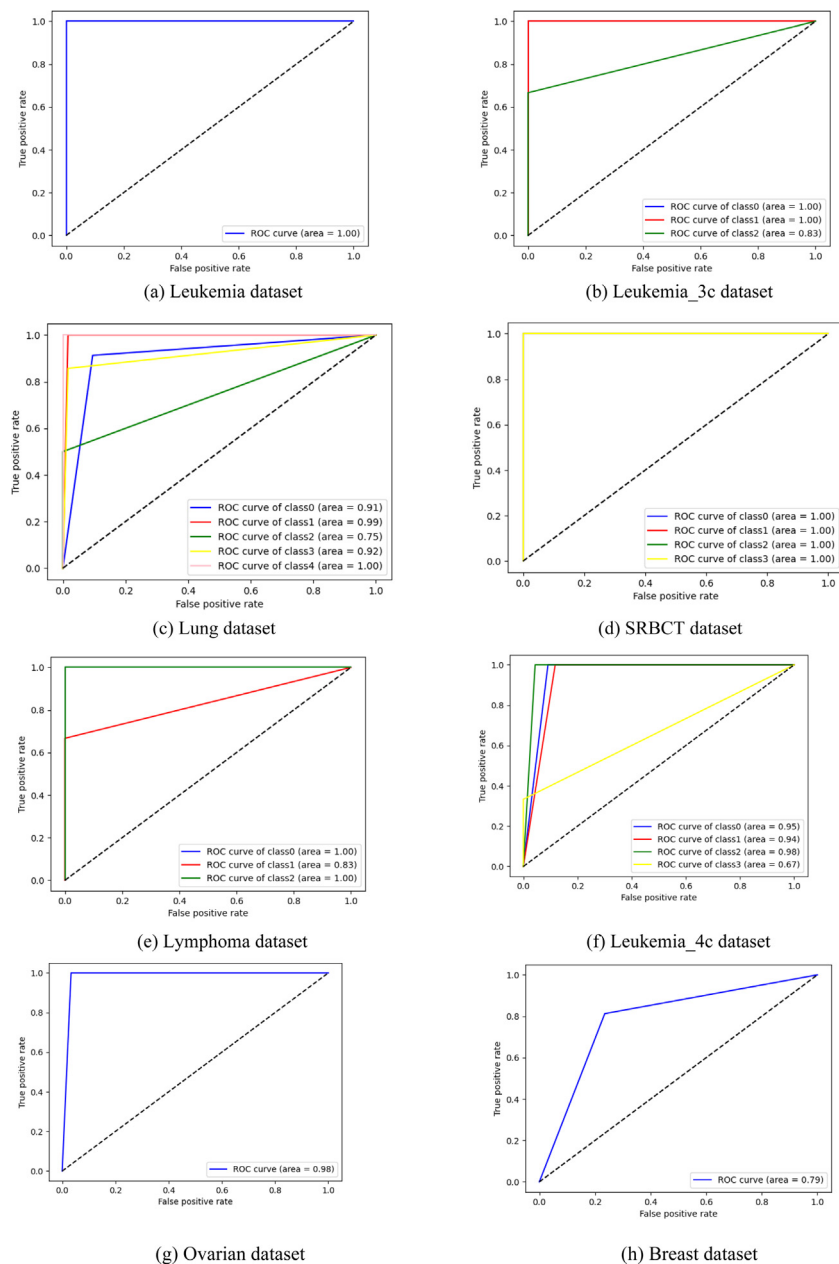 1.0
0.8
0.6
0.4
0.2
0.0
True positive rate
ROC curve (area = 1.00)
0.0 0.2 0.4 0.6 0.8 1.0
False positive rate
(a) Leukemia dataset
1.0
0.8
0.6
0.4
0.2
0.0
True positive rate
ROC curve of class0 (area = 1.00)
ROC curve of class1 (area = 1.00)
ROC curve of class2 (area = 0.83)
0.0 0.2 0.4 0.6 0.8 1.0
False positive rate
(b) Leukemia_3c dataset
1.0
0.8
0.6
0.4
0.2
0.0
True positive rate
ROC curve of class0 (area = 0.91)
ROC curve of class1 (area = 0.99)
ROC curve of class2 (area = 0.75)
ROC curve of class3 (area = 0.92)
ROC curve of class4 (area = 1.00)
0.0 0.2 0.4 0.6 0.8 1.0
False positive rate
(c) Lung dataset
1.0
0.8
0.6
0.4
0.2
0.0
True positive rate
ROC curve of class0 (area = 1.00)
ROC curve of class1 (area = 1.00)
ROC curve of class2 (area = 1.00)
ROC curve of class3 (area = 1.00)
0.0 0.2 0.4 0.6 0.8 1.0
False positive rate
(d) SRBCT dataset
1.0
0.8
0.6
0.4
0.2
0.0
True positive rate
ROC curve of class0 (area = 1.00)
ROC curve of class1 (area = 0.83)
ROC curve of class2 (area = 1.00)
0.0 0.2 0.4 0.6 0.8 1.0
False positive rate
(e) Lymphoma dataset
1.0
0.8
0.6
0.4
0.2
0.0
True positive rate
ROC curve of class0 (area = 0.95)
ROC curve of class1 (area = 0.94)
ROC curve of class2 (area = 0.98)
ROC curve of class3 (area = 0.67)
0.0 0.2 0.4 0.6 0.8 1.0
False positive rate
(f) Leukemia_4c dataset
1.0
0.8
0.6
0.4
0.2
0.0
True positive rate
ROC curve (area = 0.98)
0.0 0.2 0.4 0.6 0.8 1.0
False positive rate
(g) Ovarian dataset
1.0
0.8
0.6
0.4
0.2
0.0
True positive rate
ROC curve (area = 0.79)
0.0 0.2 0.4 0.6 0.8 1.0
False positive rate
(h) Breast dataset